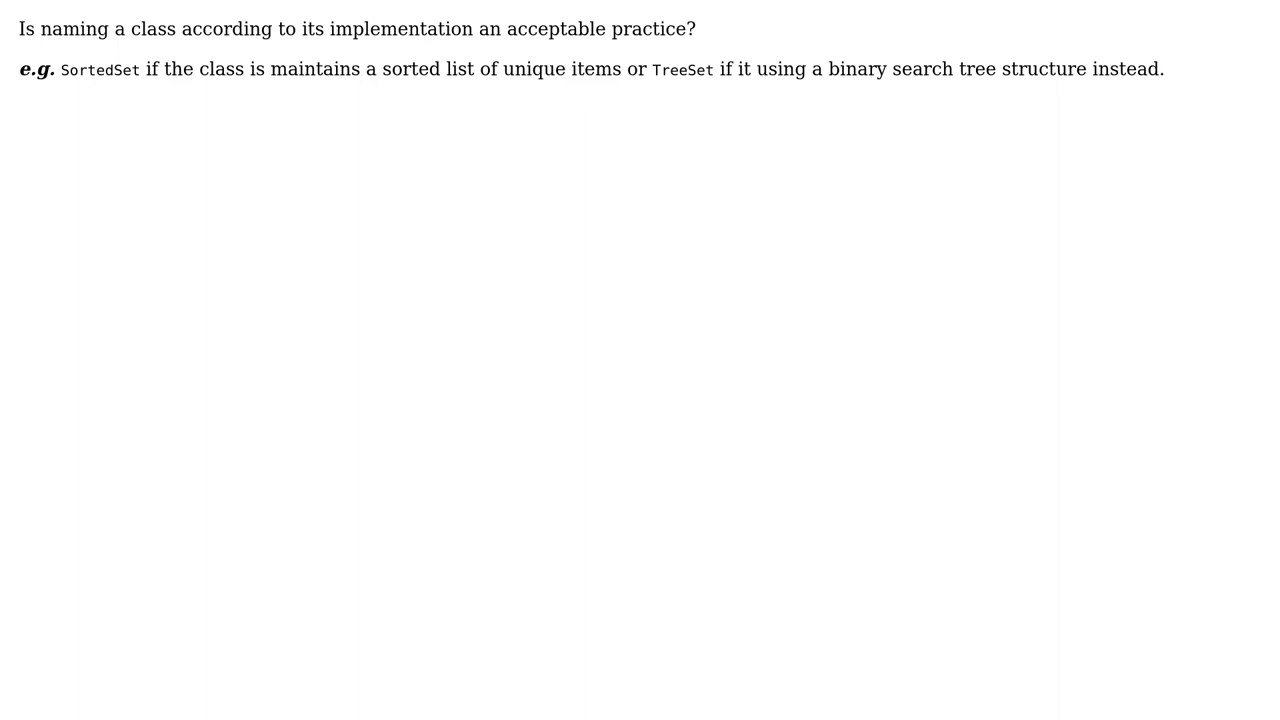 Is naming a class according to its implementation an acceptable practice?
e.g. SortedSet if the class is maintains a sorted list of unique items or TreeSet if it using a binary search tree structure instead.